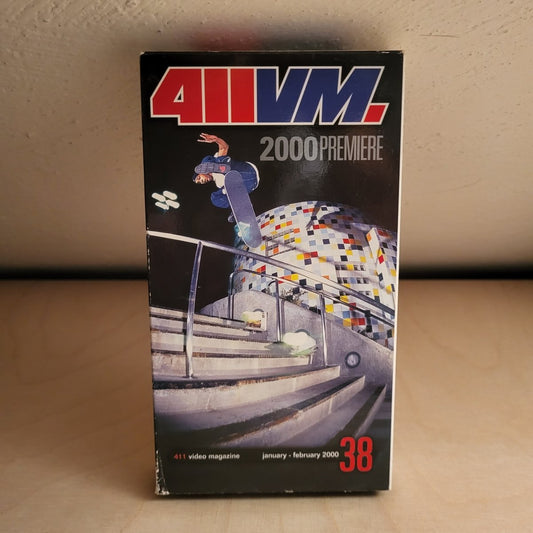 411VM.
2000PREMIERE
411 video magazine january - february 2000 38